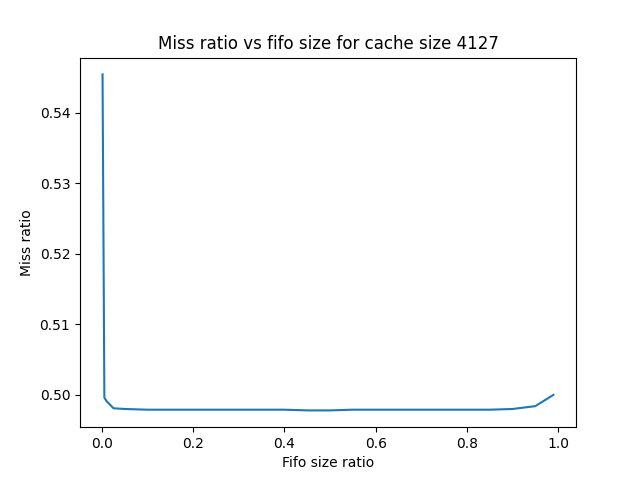 Miss ratio vs fifo size for cache size 4127
0.54
0.53
0.52
0.51
0.50
Miss ratio
0.0 0.2 0.4 0.6 0.8 1.0
Fifo size ratio